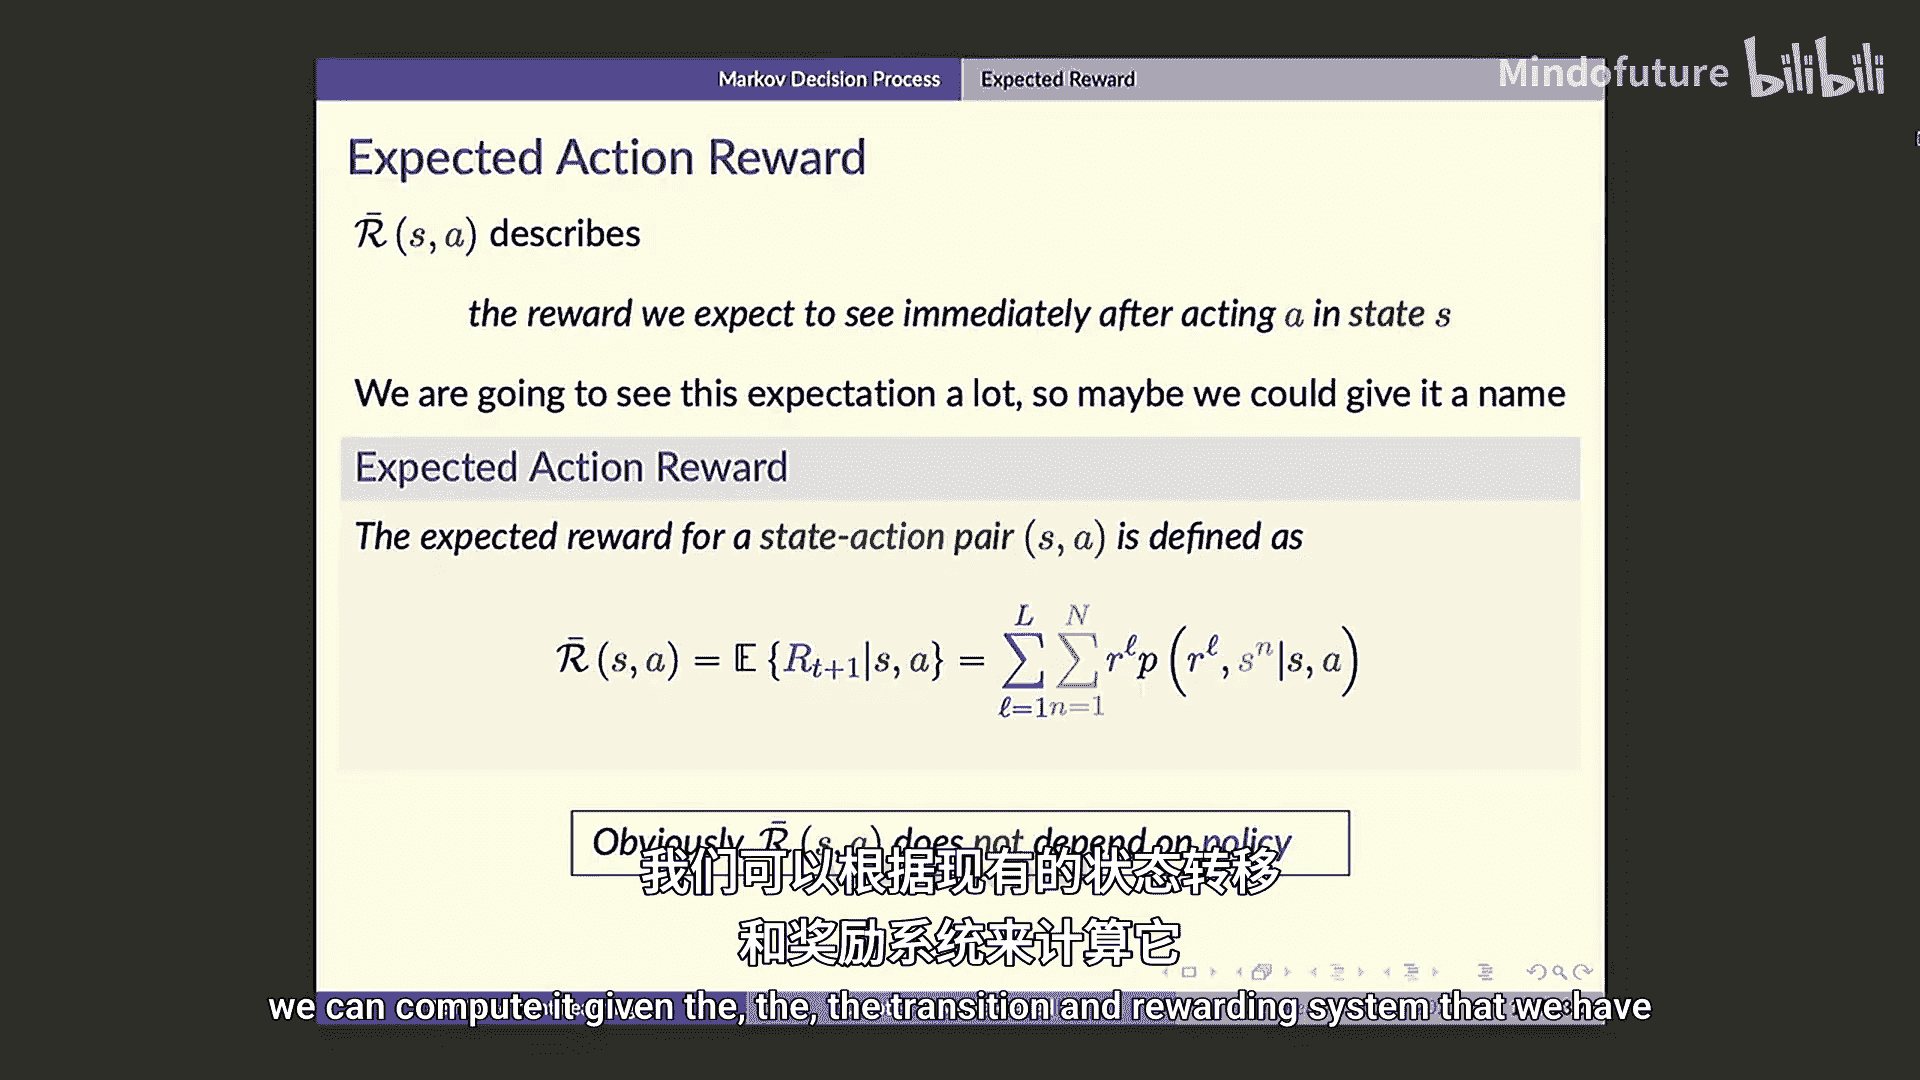 Markov Decision Process Expected Reward
Mindofuture bilibili
Expected Action Reward
R̄ (s, a) describes
the reward we expect to see immediately after acting a in state s
We are going to see this expectation a lot, so maybe we could give it a name
Expected Action Reward
The expected reward for a state-action pair (s, a) is defined as
R̄ (s, a) = 𝔼 {R_{t+1}|s, a} = ∑_{ℓ=1}^{L} ∑_{n=1}^{N} r^ℓ p (r^ℓ, s^n|s, a)
Obviously R̄ (s, a) does not depend on policy
我们可以根据现有的状态转移
和奖励系统来计算它
we can compute it given the, the, the transition and rewarding system that we have